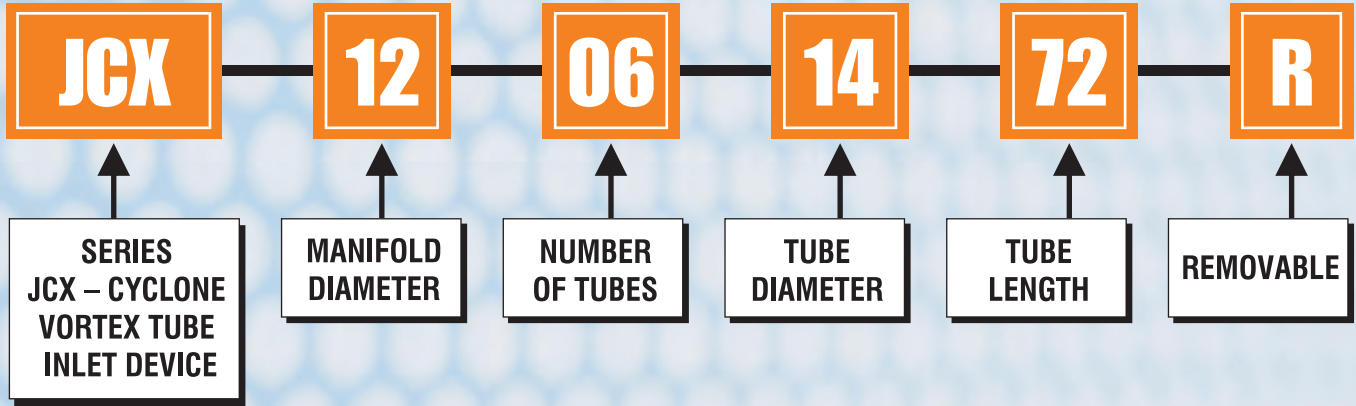 JCX
12
06
14
72
R
SERIES
JCX – CYCLONE
VORTEX TUBE
INLET DEVICE
MANIFOLD
DIAMETER
NUMBER
OF TUBES
TUBE
DIAMETER
TUBE
LENGTH
REMOVABLE